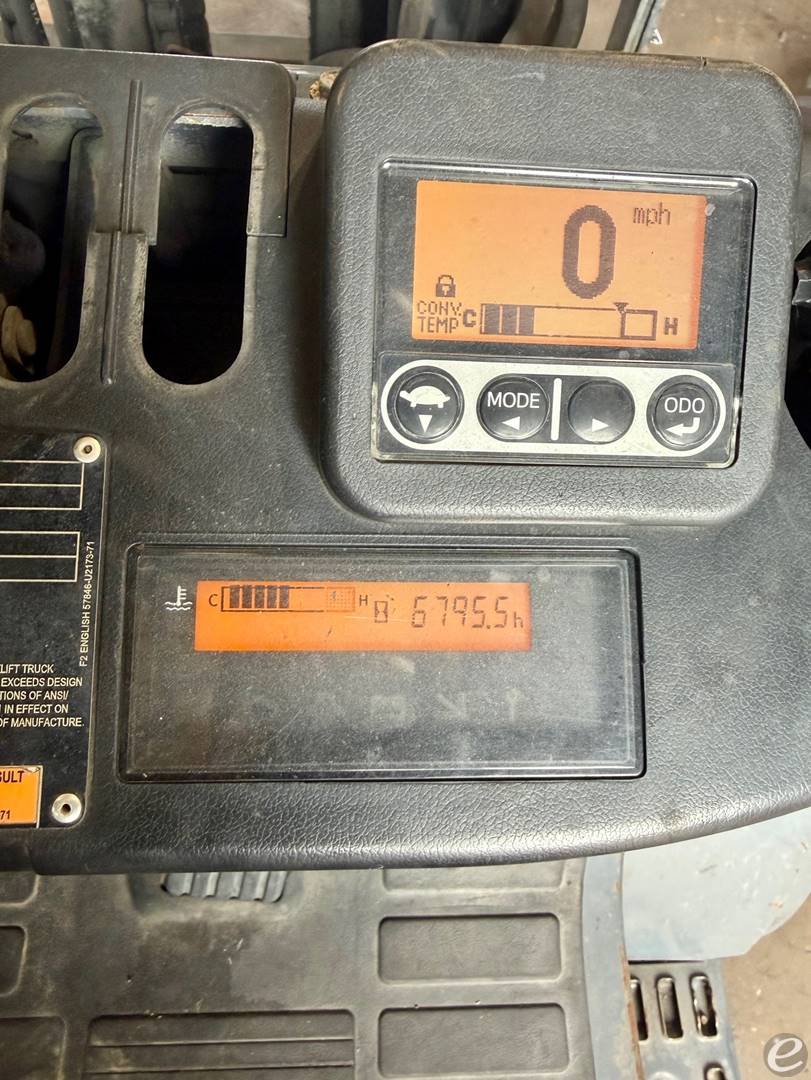 0 mph
CONV.
TEMP C H
MODE
ODO
C H 6795.5h
F2 ENGLISH 57846-U2173-71
LIFT TRUCK
EXCEEDS DESIGN
TIONS OF ANSI/
IN EFFECT ON
OF MANUFACTURE
SULT
71
e